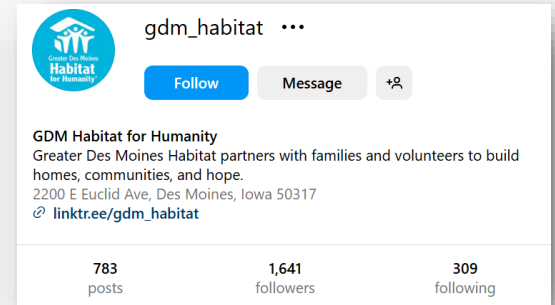 gdm_habitat •••
Greater Des Moines
Habitat
for Humanity®
Follow Message
GDM Habitat for Humanity
Greater Des Moines Habitat partners with families and volunteers to build
homes, communities, and hope.
2200 E Euclid Ave, Des Moines, Iowa 50317
linktr.ee/gdm_habitat
783 1,641 309
posts followers following